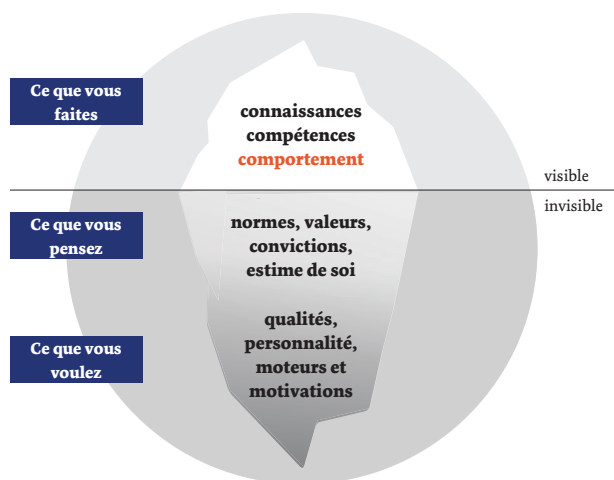 Ce que vous
faites
connaissances
compétences
comportement
visible
invisible
Ce que vous
pensez
normes, valeurs,
convictions,
estime de soi
Ce que vous
voulez
qualités,
personnalité,
moteurs et
motivations